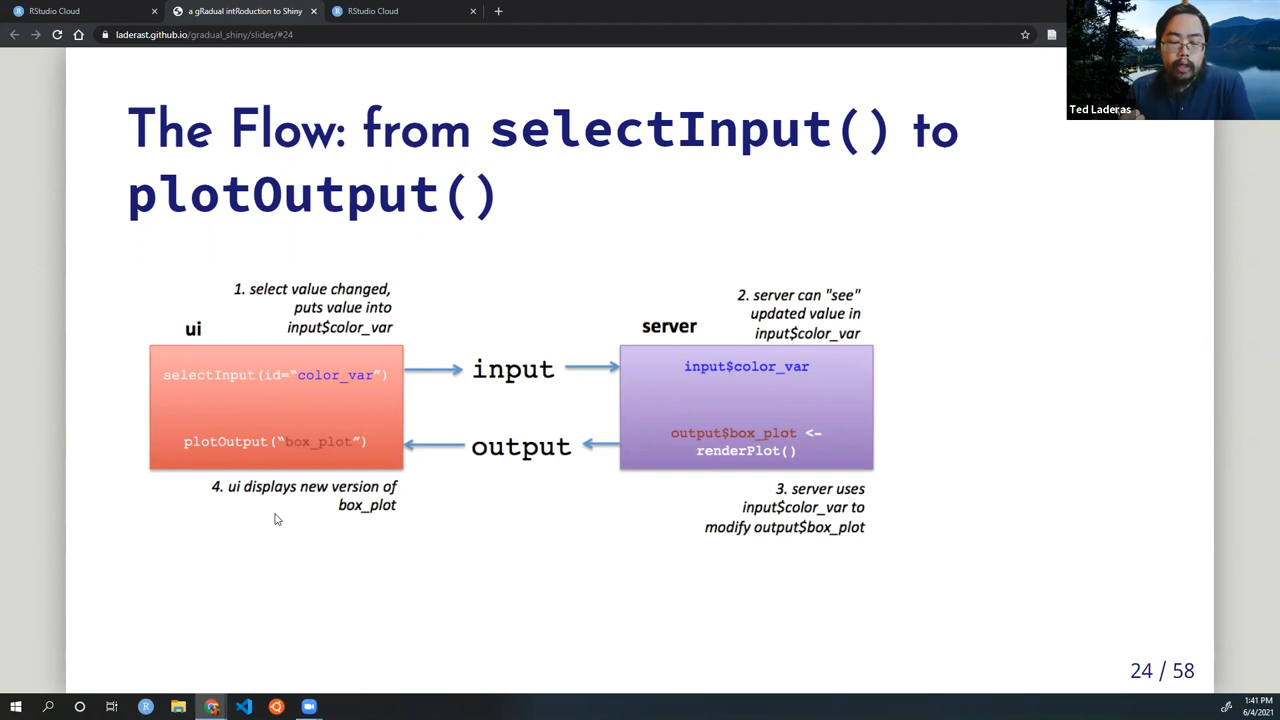 RStudio Cloud
a gRadual intRoduction to Shiny
RStudio Cloud
laderast.github.io/gradual_shiny/slides/#24
Ted Laderas
The Flow: from selectInput() to
plotOutput()
1. select value changed,
puts value into
input$color_var
ui
selectInput(id="color_var")
plotOutput("box_plot")
4. ui displays new version of
box_plot
input
output
2. server can "see"
updated value in
input$color_var
server
input$color_var
output$box_plot <-
renderPlot()
3. server uses
input$color_var to
modify output$box_plot
24 / 58
1:41 PM
6/4/2021